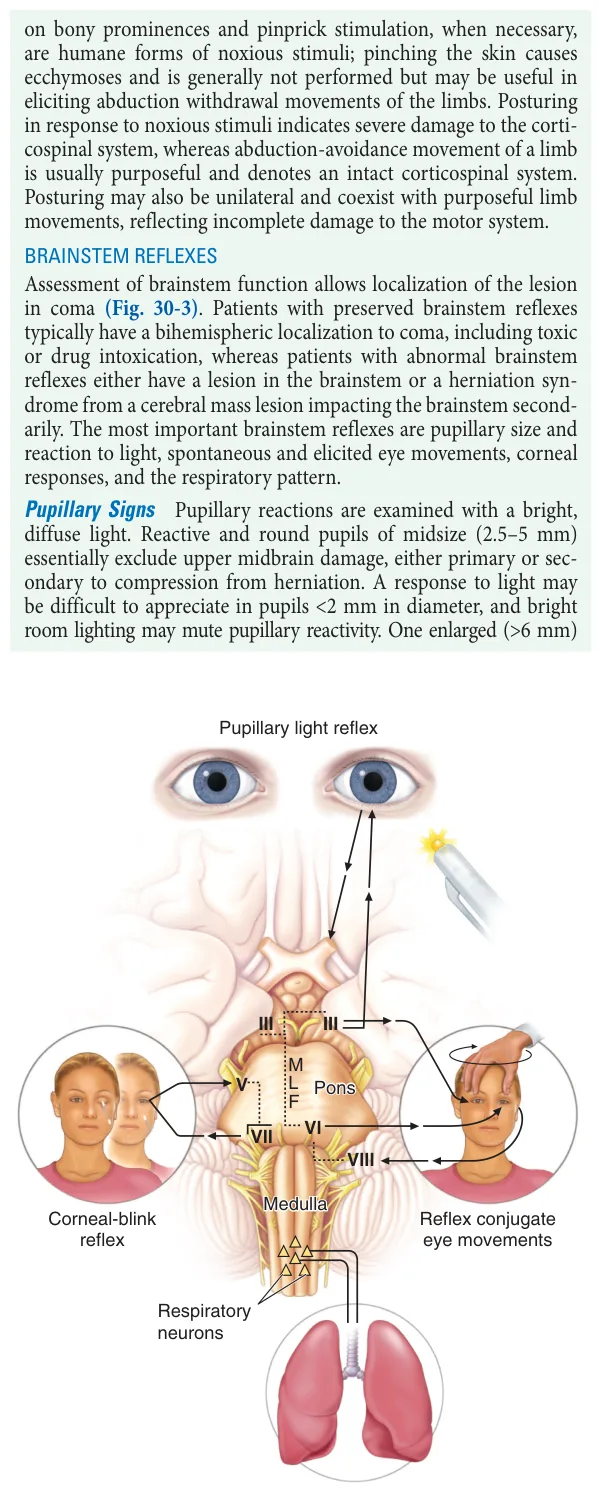 on bony prominences and pinprick stimulation, when necessary,
are humane forms of noxious stimuli; pinching the skin causes
ecchymoses and is generally not performed but may be useful in
eliciting abduction withdrawal movements of the limbs. Posturing
in response to noxious stimuli indicates severe damage to the corti-
cospinal system, whereas abduction-avoidance movement of a limb
is usually purposeful and denotes an intact corticospinal system.
Posturing may also be unilateral and coexist with purposeful limb
movements, reflecting incomplete damage to the motor system.
BRAINSTEM REFLEXES
Assessment of brainstem function allows localization of the lesion
in coma (Fig. 30-3). Patients with preserved brainstem reflexes
typically have a bihemispheric localization to coma, including toxic
or drug intoxication, whereas patients with abnormal brainstem
reflexes either have a lesion in the brainstem or a herniation syn-
drome from a cerebral mass lesion impacting the brainstem second-
arily. The most important brainstem reflexes are pupillary size and
reaction to light, spontaneous and elicited eye movements, corneal
responses, and the respiratory pattern.
Pupillary Signs Pupillary reactions are examined with a bright,
diffuse light. Reactive and round pupils of midsize (2.5–5 mm)
essentially exclude upper midbrain damage, either primary or sec-
ondary to compression from herniation. A response to light may
be difficult to appreciate in pupils <2 mm in diameter, and bright
room lighting may mute pupillary reactivity. One enlarged (>6 mm)
Pupillary light reflex
III III
M
L
F
V
Pons
VII
VI
VIII
Medulla
Corneal-blink
reflex
Reflex conjugate
eye movements
Respiratory
neurons